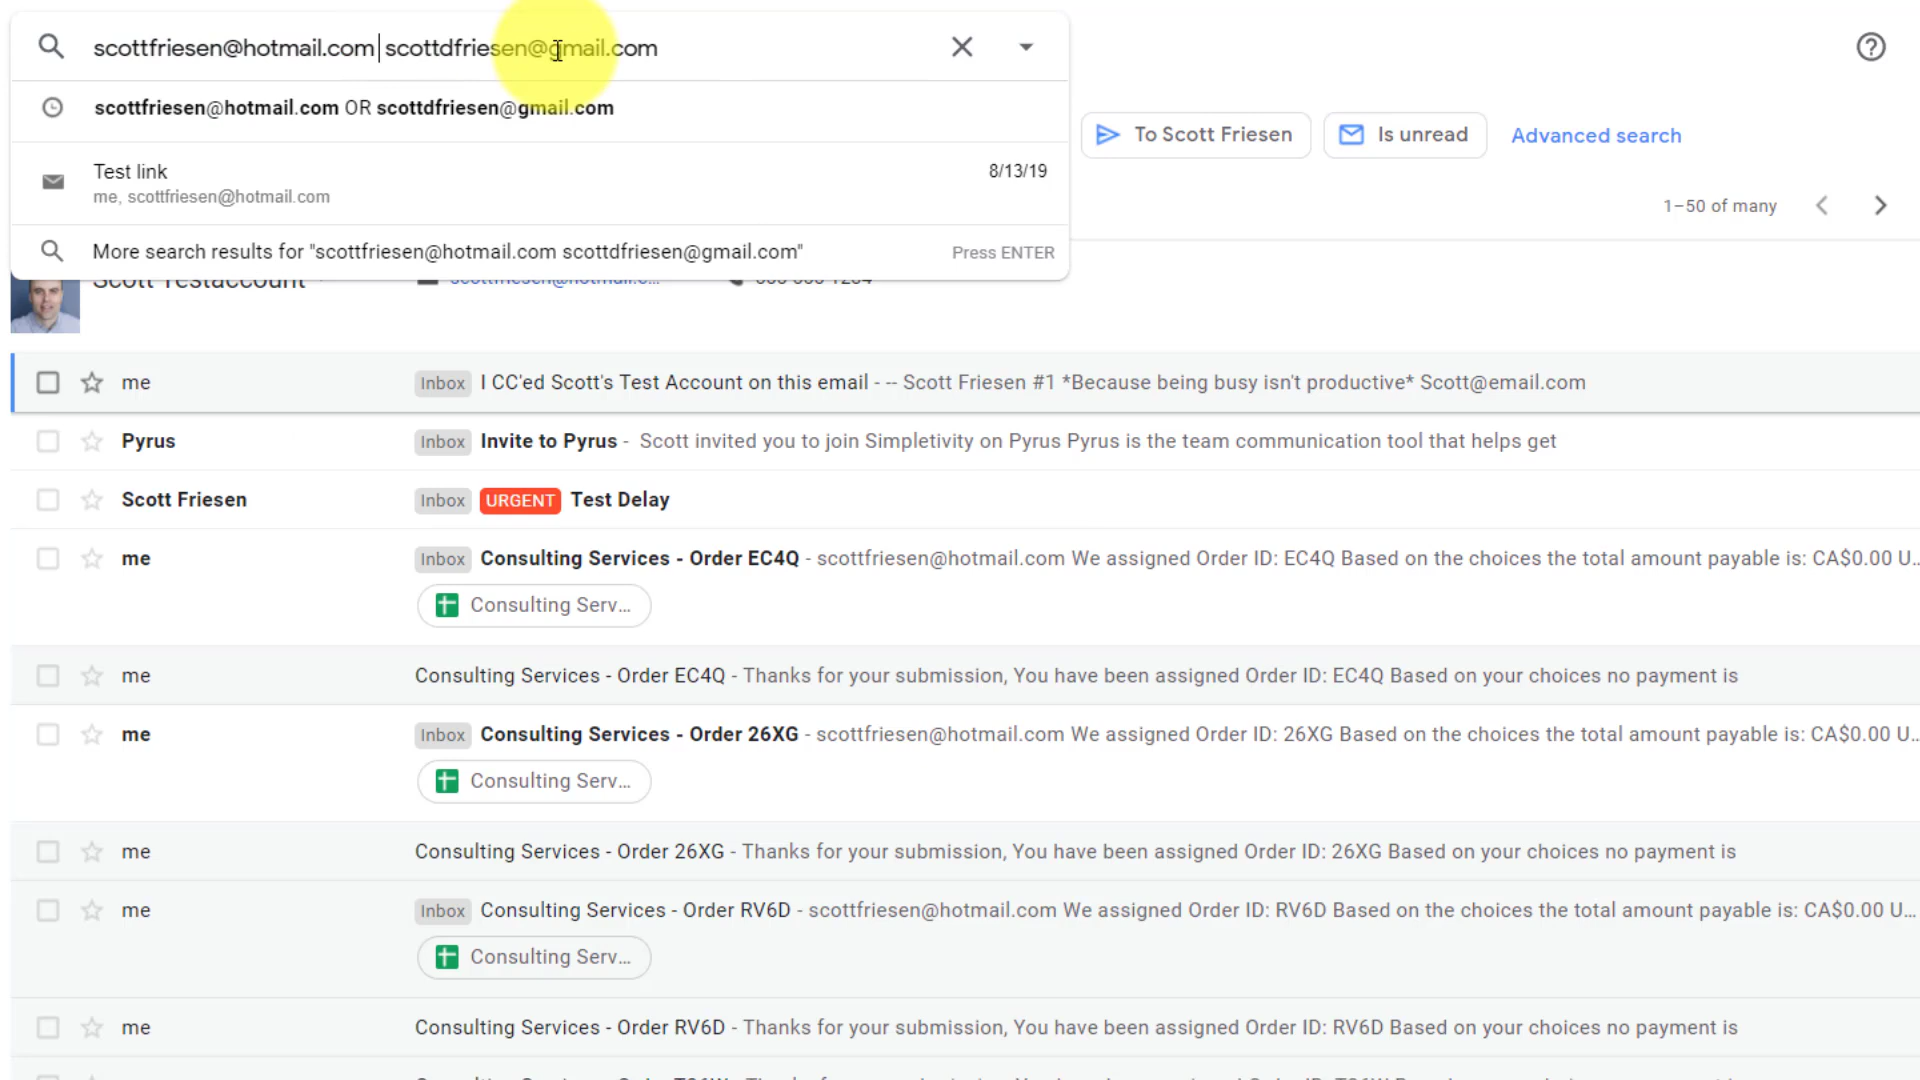 scottfriesen@hotmail.com scottdfriesen@gmail.com
scottfriesen@hotmail.com OR scottdfriesen@gmail.com
Test link 8/13/19
me, scottfriesen@hotmail.com
More search results for "scottfriesen@hotmail.com scottdfriesen@gmail.com" Press ENTER
To Scott Friesen Is unread Advanced search
1–50 of many
Scott Testaccount scottfriesen@hotmail.c...
me Inbox I CC'ed Scott's Test Account on this email - -- Scott Friesen #1 *Because being busy isn't productive* Scott@email.com
Pyrus Inbox Invite to Pyrus - Scott invited you to join Simpletivity on Pyrus Pyrus is the team communication tool that helps get
Scott Friesen Inbox URGENT Test Delay
me Inbox Consulting Services - Order EC4Q - scottfriesen@hotmail.com We assigned Order ID: EC4Q Based on the choices the total amount payable is: CA$0.00 U...
Consulting Serv...
me Consulting Services - Order EC4Q - Thanks for your submission, You have been assigned Order ID: EC4Q Based on your choices no payment is
me Inbox Consulting Services - Order 26XG - scottfriesen@hotmail.com We assigned Order ID: 26XG Based on the choices the total amount payable is: CA$0.00 U...
Consulting Serv...
me Consulting Services - Order 26XG - Thanks for your submission, You have been assigned Order ID: 26XG Based on your choices no payment is
me Inbox Consulting Services - Order RV6D - scottfriesen@hotmail.com We assigned Order ID: RV6D Based on the choices the total amount payable is: CA$0.00 U...
Consulting Serv...
me Consulting Services - Order RV6D - Thanks for your submission, You have been assigned Order ID: RV6D Based on your choices no payment is